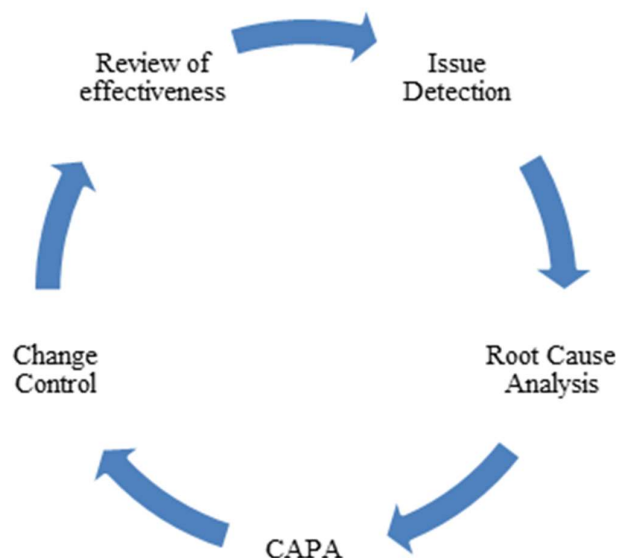 Review of
effectiveness
Issue
Detection
Root Cause
Analysis
CAPA
Change
Control